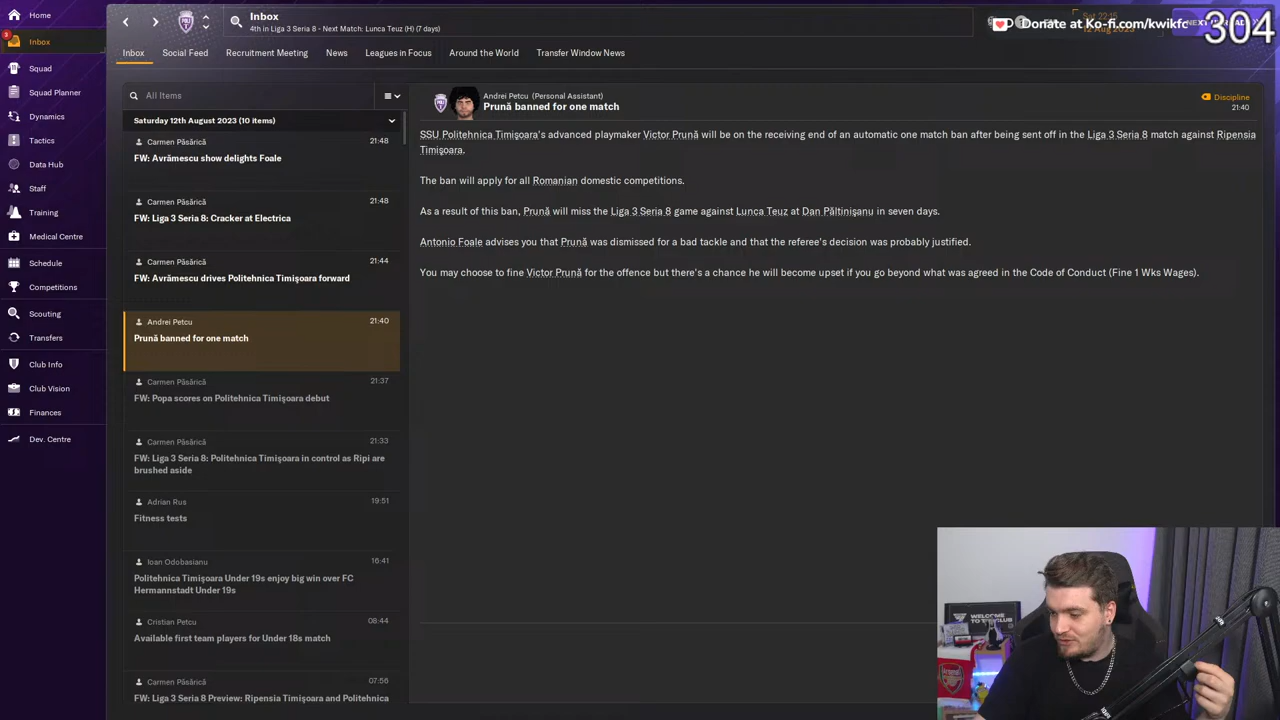 Home
3
Inbox
Squad
Squad Planner
Dynamics
Tactics
Data Hub
Staff
Training
Medical Centre
Schedule
Competitions
Scouting
Transfers
Club Info
Club Vision
Finances
Dev. Centre
POLI
Inbox
4th in Liga 3 Seria 8 - Next Match: Lunca Teuz (H) (7 days)
Donate at Ko-fi.com/kwikfc
304
Inbox
Social Feed
Recruitment Meeting
News
Leagues in Focus
Around the World
Transfer Window News
All Items
Saturday 12th August 2023 (10 items)
Carmen Păsărică 21:48
FW: Avrămescu show delights Foale
Carmen Păsărică 21:48
FW: Liga 3 Seria 8: Cracker at Electrica
Carmen Păsărică 21:44
FW: Avrămescu drives Politehnica Timişoara forward
Andrei Petcu 21:40
Prună banned for one match
Carmen Păsărică 21:37
FW: Popa scores on Politehnica Timişoara debut
Carmen Păsărică 21:33
FW: Liga 3 Seria 8: Politehnica Timişoara in control as Ripi are
brushed aside
Adrian Rus 19:51
Fitness tests
Ioan Odobasianu 16:41
Politehnica Timişoara Under 19s enjoy big win over FC
Hermannstadt Under 19s
Cristian Petcu 08:44
Available first team players for Under 18s match
Carmen Păsărică 07:56
FW: Liga 3 Seria 8 Preview: Ripensia Timişoara and Politehnica
Andrei Petcu (Personal Assistant)
Prună banned for one match
Discipline
21:40
SSU Politehnica Timişoara's advanced playmaker Victor Prună will be on the receiving end of an automatic one match ban after being sent off in the Liga 3 Seria 8 match against Ripensia
Timişoara.
The ban will apply for all Romanian domestic competitions.
As a result of this ban, Prună will miss the Liga 3 Seria 8 game against Lunca Teuz at Dan Păltinişanu in seven days.
Antonio Foale advises you that Prună was dismissed for a bad tackle and that the referee's decision was probably justified.
You may choose to fine Victor Prună for the offence but there's a chance he will become upset if you go beyond what was agreed in the Code of Conduct (Fine 1 Wks Wages).
WELCOME